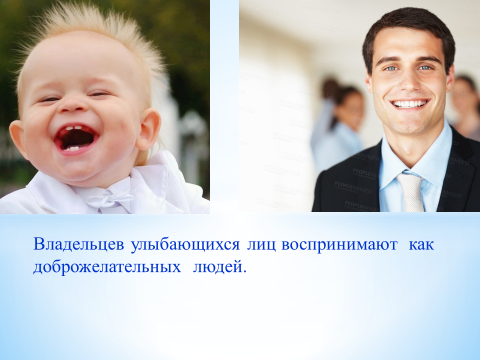 Владельцев улыбающихся лиц воспринимают как
доброжелательных людей.